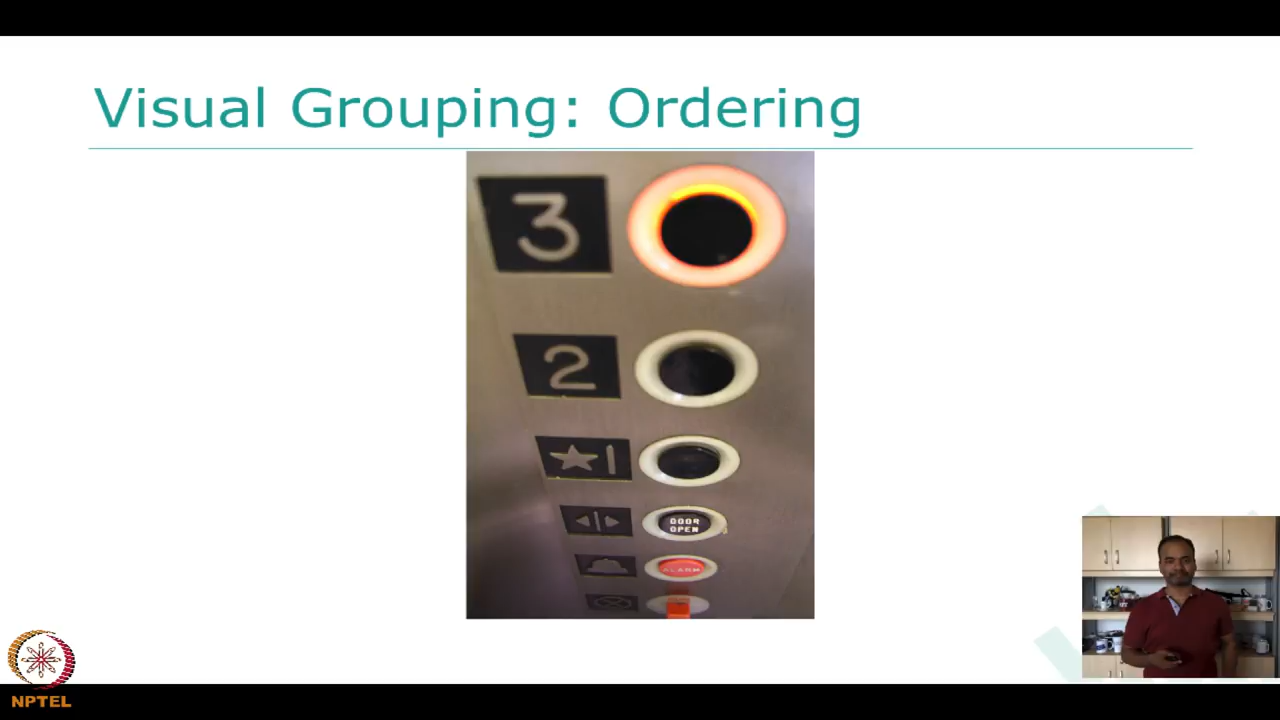 Visual Grouping: Ordering
3
2
★1
DOOR
OPEN
ALARM
NPTEL